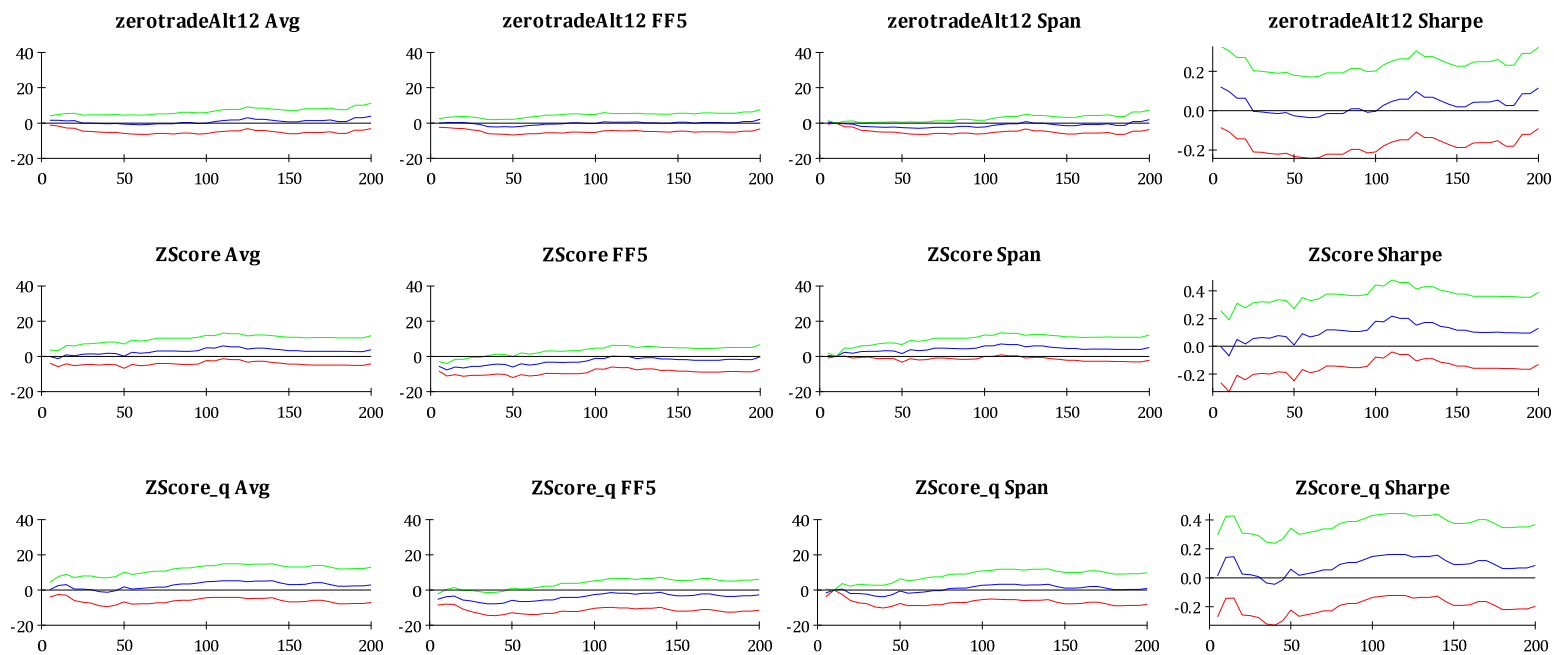 zerotradeAlt12 Avg zerotradeAlt12 FF5 zerotradeAlt12 Span zerotradeAlt12 Sharpe
40 40 40
20 20 20 0.2
0 0 0 0.0
-20 -20 -20 -0.2
0 50 100 150 200 0 50 100 150 200 0 50 100 150 200 0 50 100 150 200
ZScore Avg ZScore FF5 ZScore Span ZScore Sharpe
40 40 40 0.4
20 20 20 0.2
0 0 0 0.0
-20 -20 -20 -0.2
0 50 100 150 200 0 50 100 150 200 0 50 100 150 200 0 50 100 150 200
ZScore_q Avg ZScore_q FF5 ZScore_q Span ZScore_q Sharpe
40 40 40 0.4
20 20 20 0.2
0 0 0 0.0
-20 -20 -20 -0.2
0 50 100 150 200 0 50 100 150 200 0 50 100 150 200 0 50 100 150 200